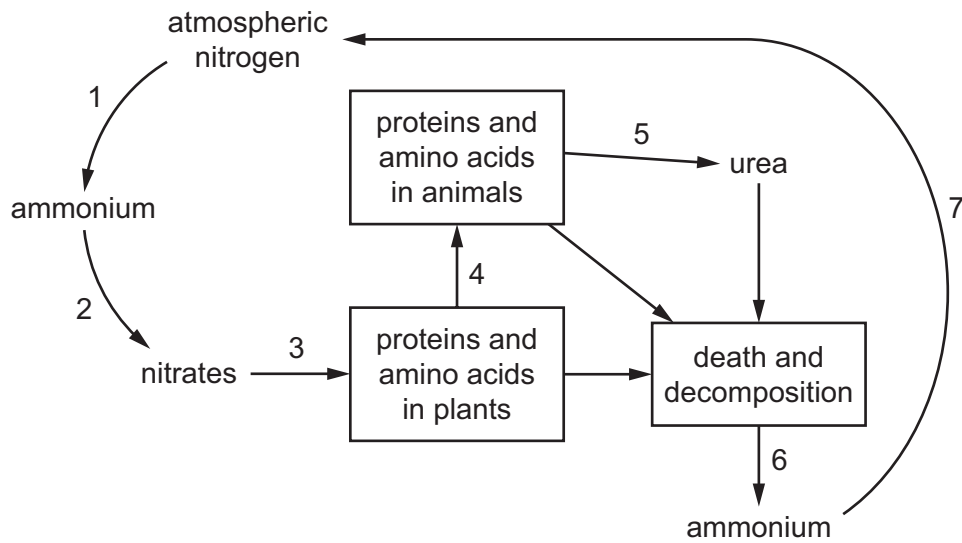 atmospheric
nitrogen
1
ammonium
2
nitrates
3
proteins and
amino acids
in animals
4
proteins and
amino acids
in plants
5
urea
death and
decomposition
6
ammonium
7